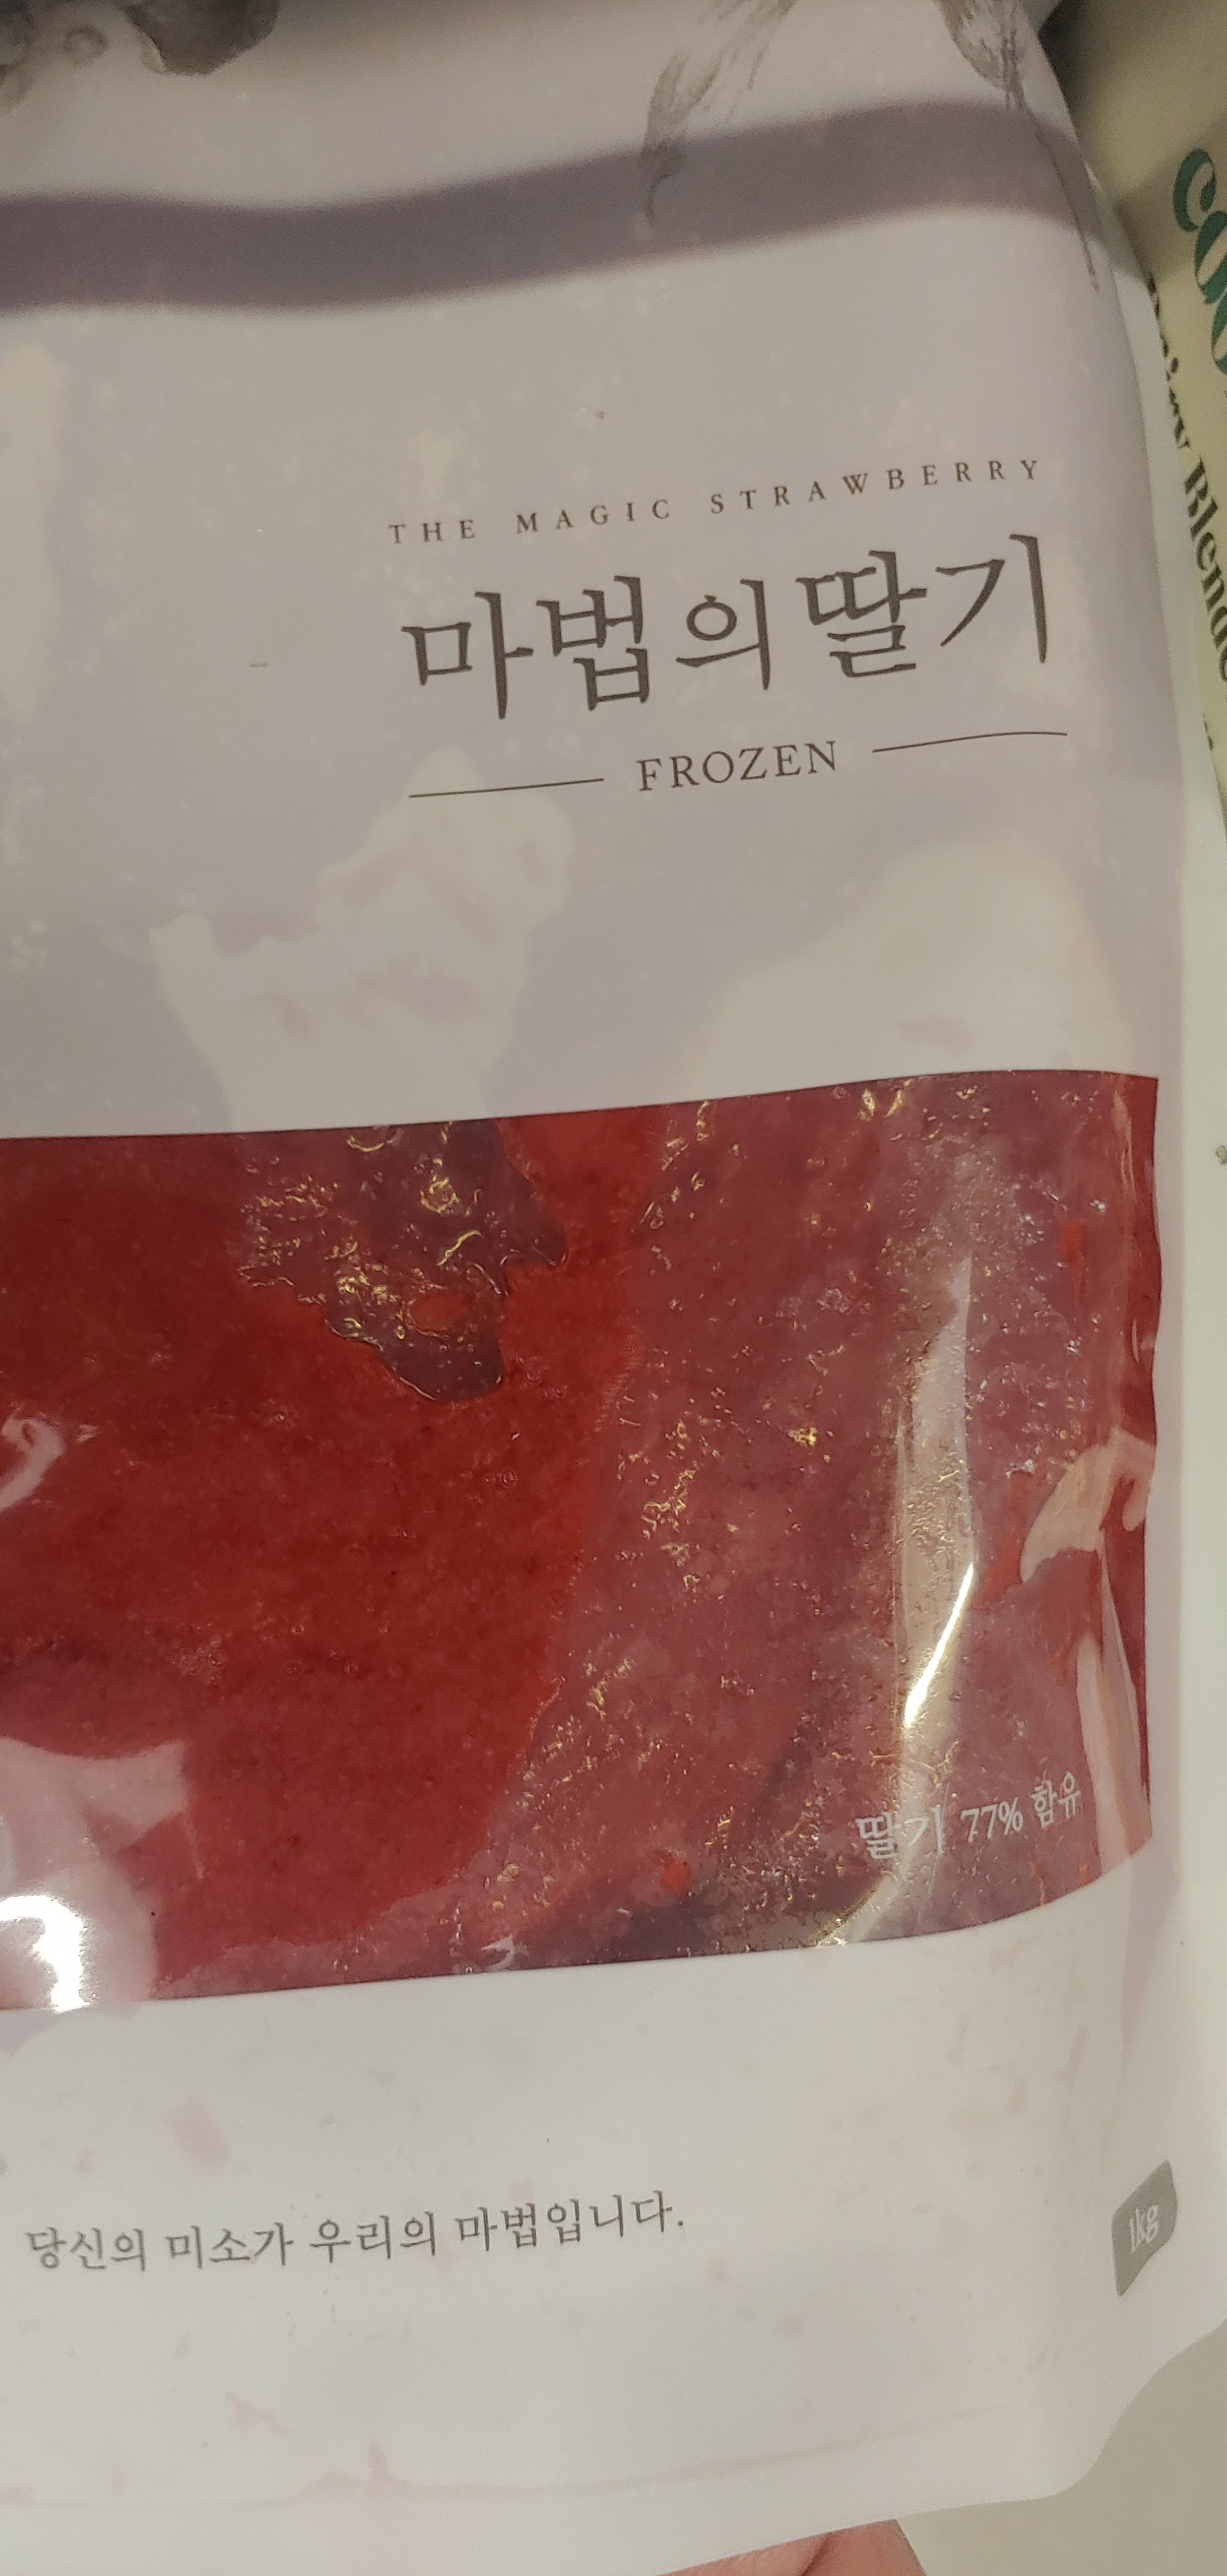 THE MAGIC STRAWBERRY
마법의딸기
FROZEN
딸기 77% 함유
당신의 미소가 우리의 마법입니다.
1kg